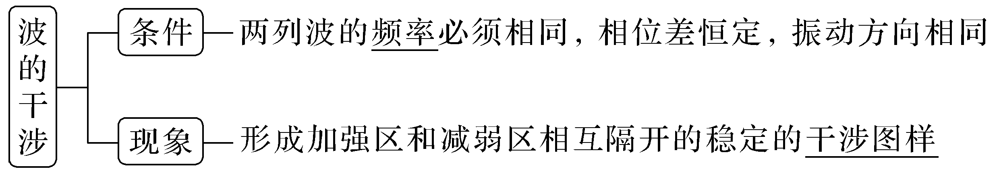 波的干涉
条件
两列波的频率必须相同，相位差恒定，振动方向相同
现象
形成加强区和减弱区相互隔开的稳定的干涉图样